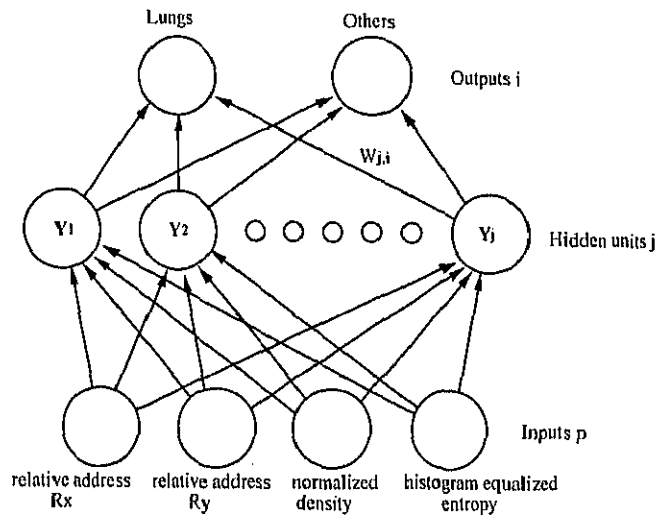 Lungs
Others
Outputs i
Wj,i
Y1
Y2
Yj
Hidden units j
Inputs p
relative address
Rx
relative address
Ry
normalized
density
histogram equalized
entropy